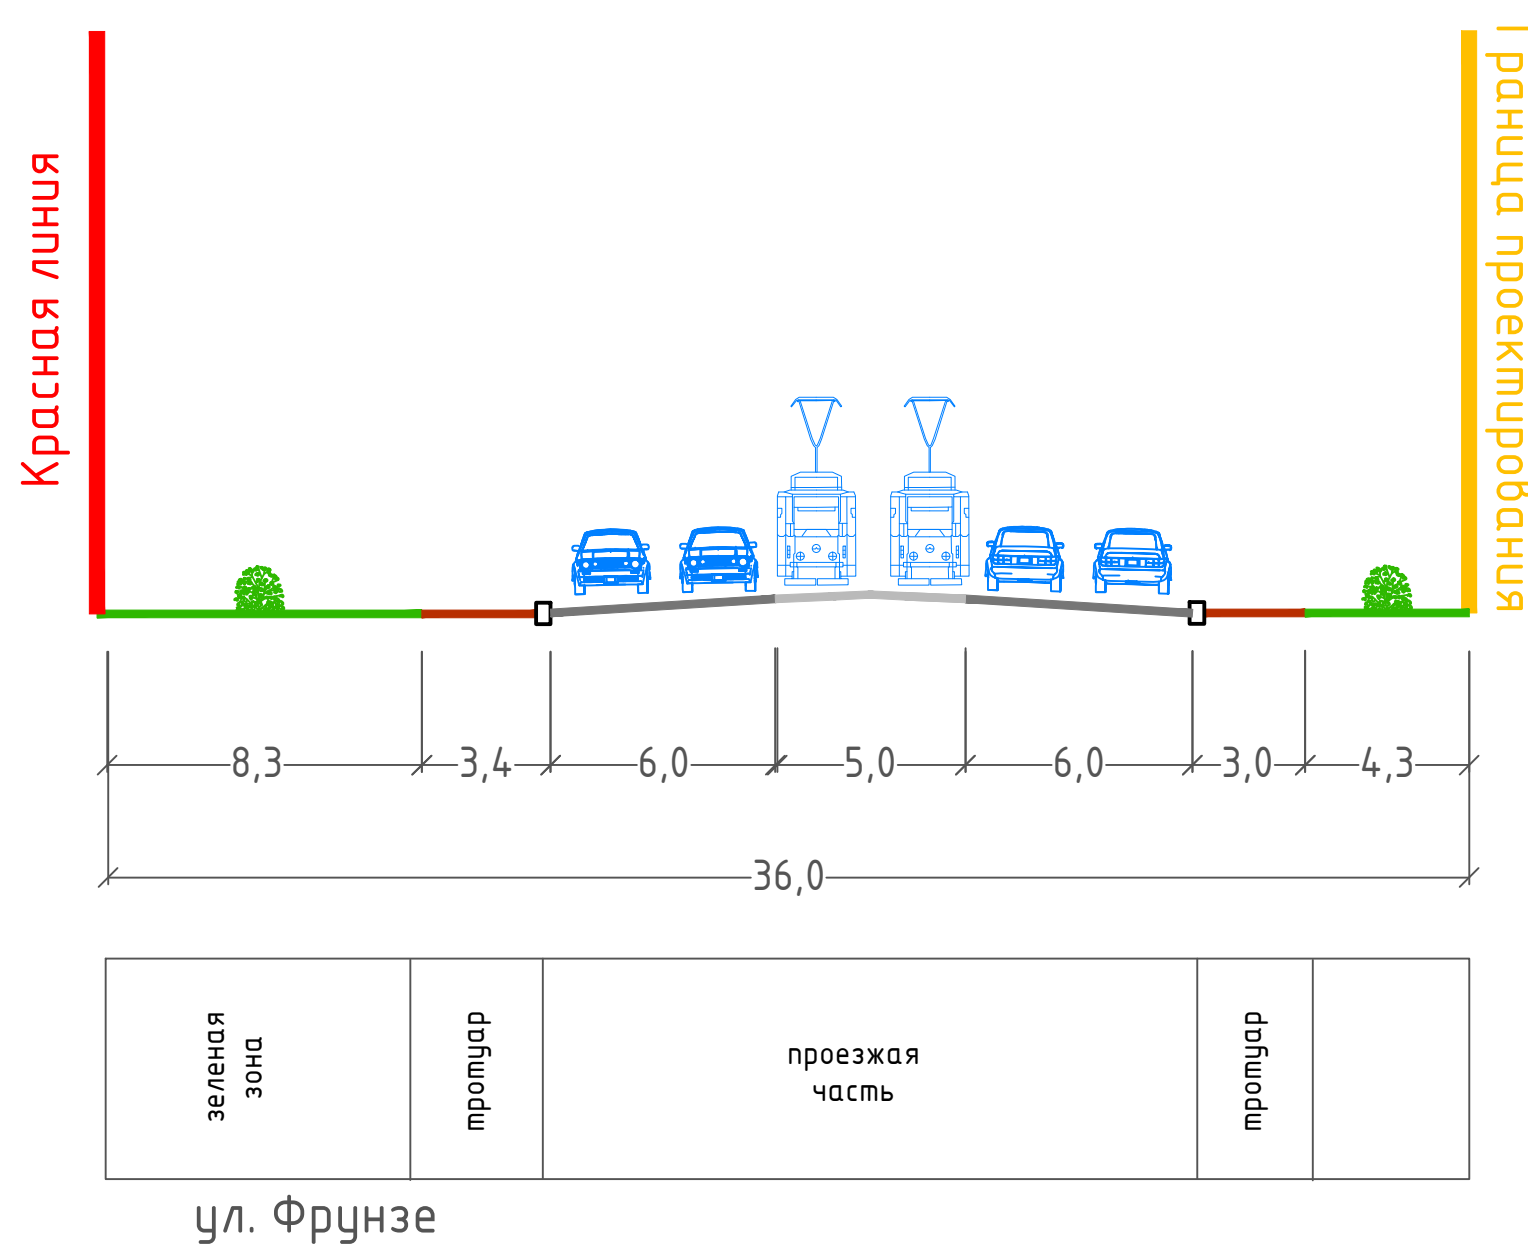 Красная линия
Граница проектирования
8,3
3,4
6,0
5,0
6,0
3,0
4,3
36,0
зеленая
зона
тротуар
проезжая
часть
тротуар
ул. Фрунзе